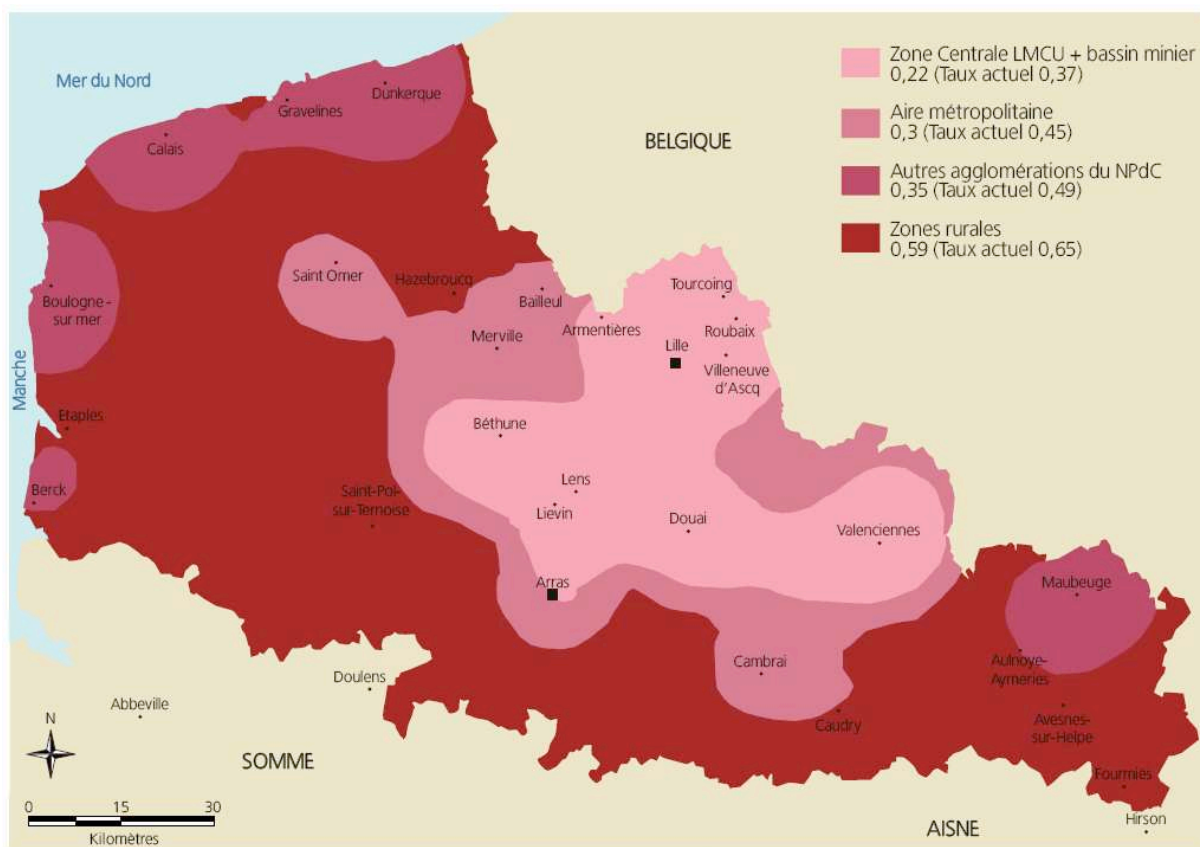 Mer du Nord
Dunkerque
Gravelines
Calais
BELGIQUE
Zone Centrale LMCU + bassin minier
0,22 (Taux actuel 0,37)
Aire métropolitaine
0,3 (Taux actuel 0,45)
Autres agglomérations du NPdC
0,35 (Taux actuel 0,49)
Zones rurales
0,59 (Taux actuel 0,65)
Saint Omer
Hazebroucq
Bailleul
Tourcoing
Boulogne-
sur mer
Merville
Armentières
Roubaix
Lille
Villeneuve
d'Ascq
Manche
Etaples
Béthune
Berck
Saint-Pol-
sur-Ternoise
Lens
Lievin
Douai
Valenciennes
Arras
Maubeuge
Cambrai
Aulnoye-
Aymeries
Doulens
Abbeville
Caudry
Avesnes-
sur-Helpe
N
SOMME
Fourmies
0 15 30
Kilomètres
AISNE
Hirson